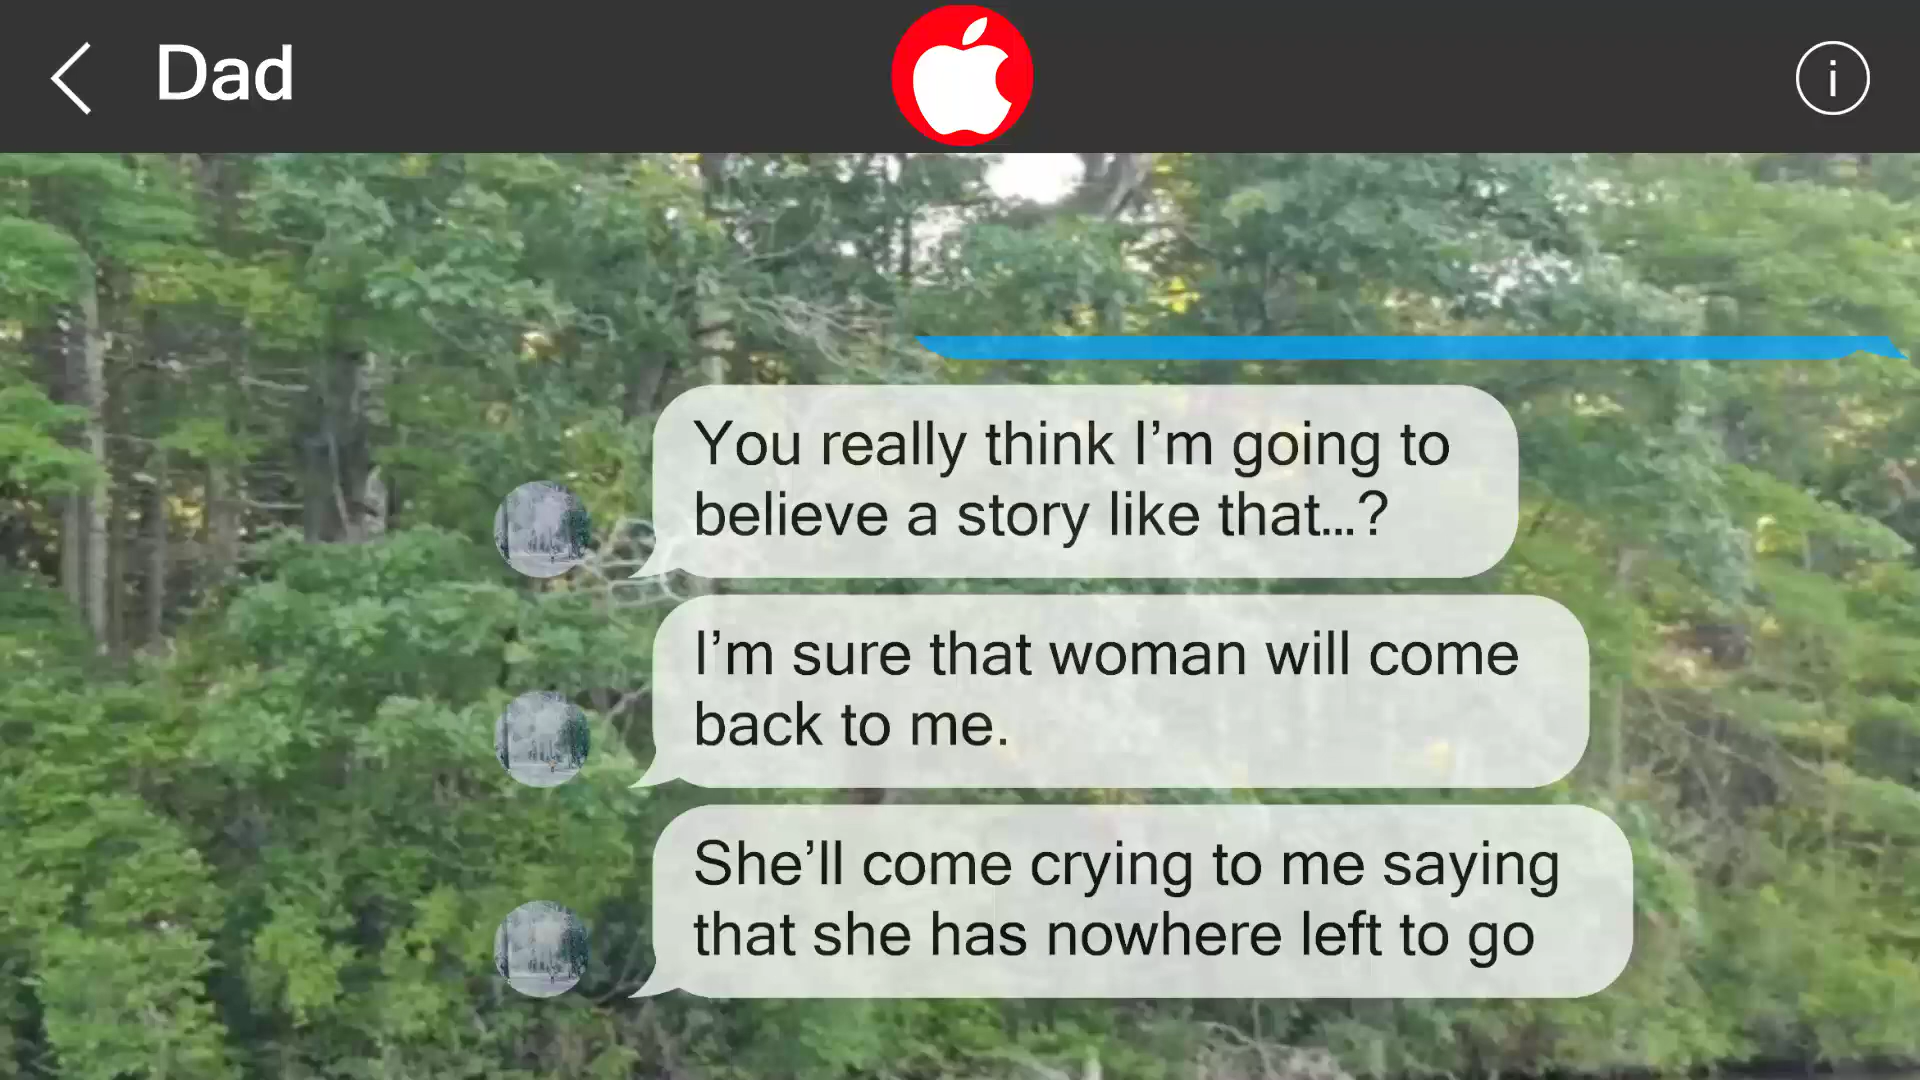 Dad
You really think I’m going to
believe a story like that...?
I’m sure that woman will come
back to me.
She’ll come crying to me saying
that she has nowhere left to go